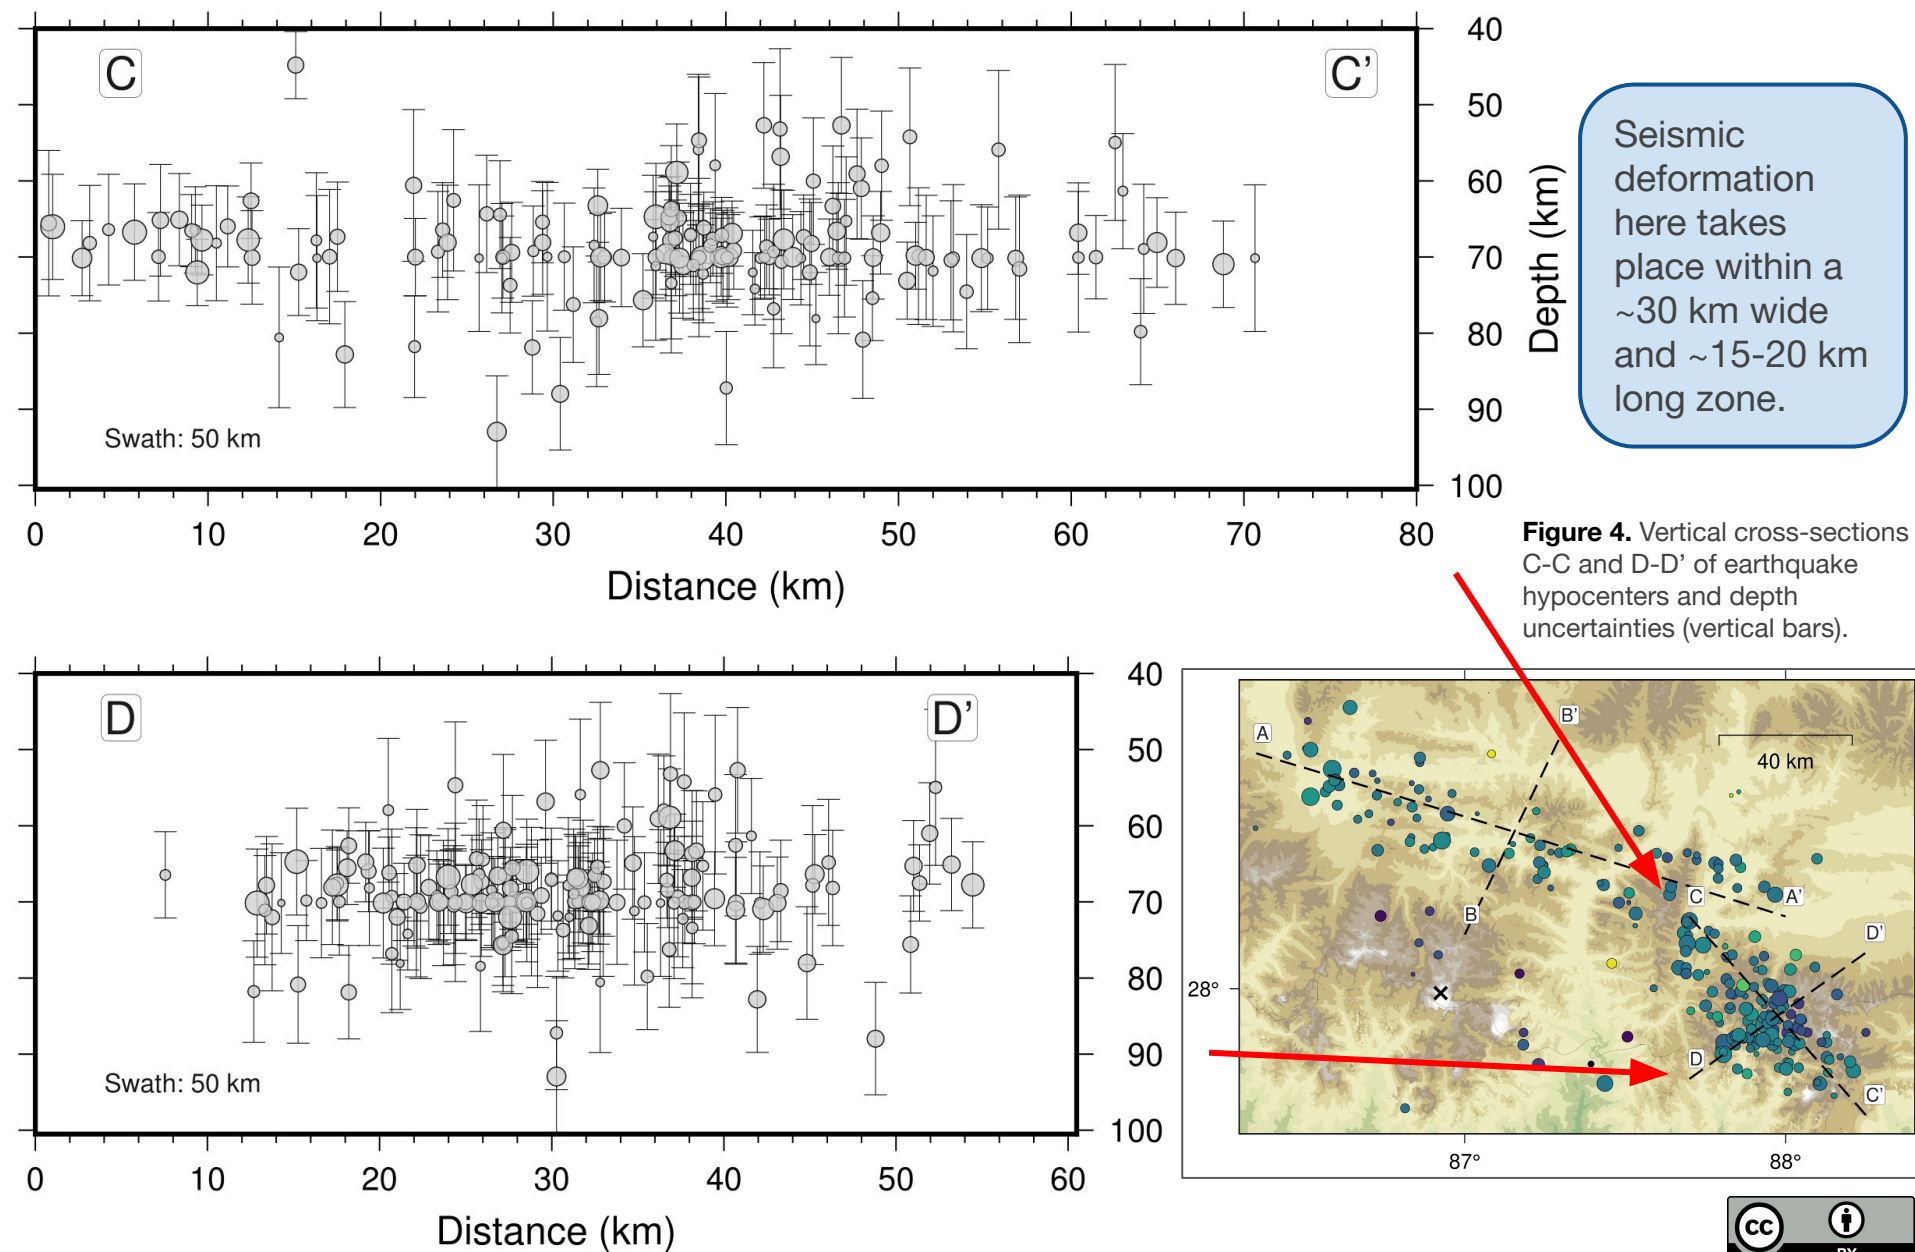 C
C'
40
50
60
70
80
90
100
Depth (km)
Swath: 50 km
0
10
20
30
40
50
60
70
80
Distance (km)
Seismic
deformation
here takes
place within a
~30 km wide
and ~15-20 km
long zone.
Figure 4. Vertical cross-sections
C-C and D-D' of earthquake
hypocenters and depth
uncertainties (vertical bars).
D
D'
40
50
60
70
80
90
100
Swath: 50 km
0
10
20
30
40
50
60
Distance (km)
A
B'
40 km
B
C
A'
D'
28°
D
C'
87°
88°
cc
BY